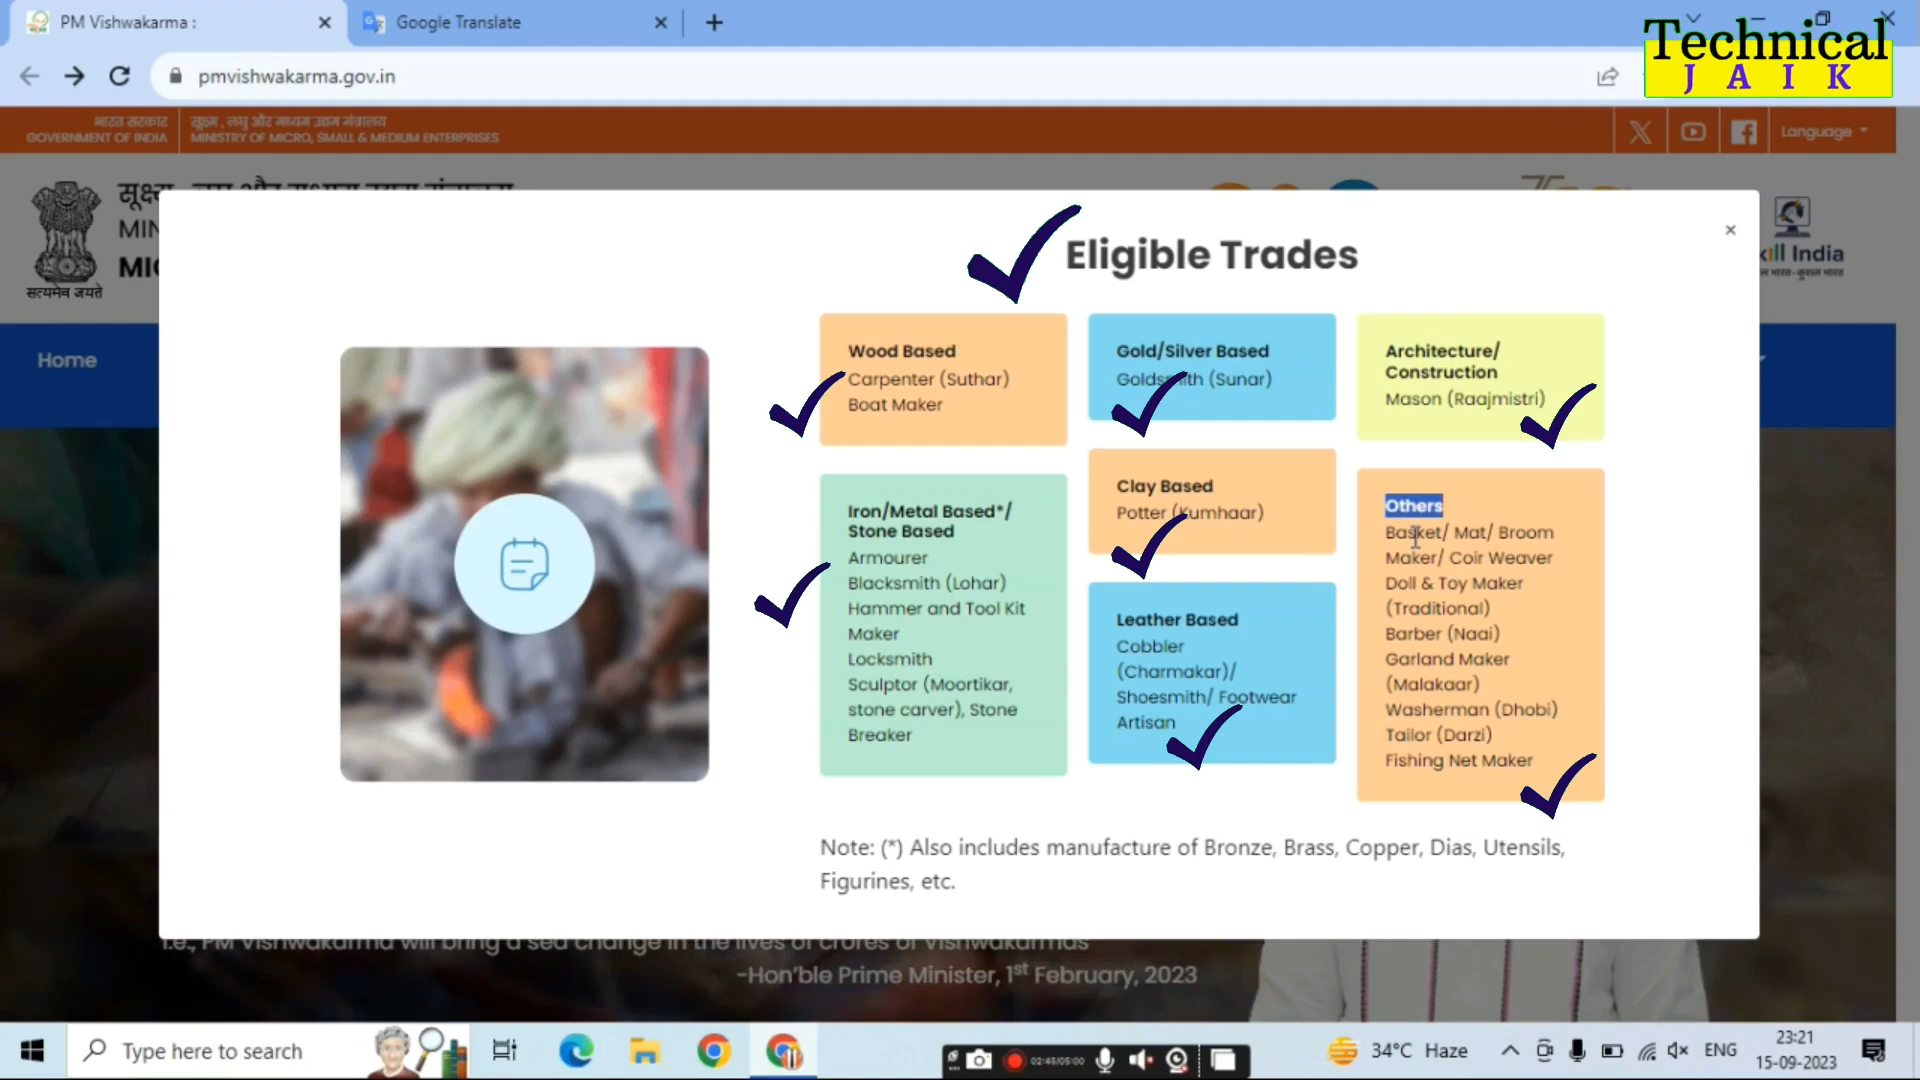 PM Vishwakarma :
Google Translate
Technical
JAIK
pmvishwakarma.gov.in
भारत सरकार
GOVERNMENT OF INDIA
सूक्ष्म , लघु और मध्यम उद्यम मंत्रालय
MINISTRY OF MICRO, SMALL & MEDIUM ENTERPRISES
Language
सत्यमेव जयते
India
Home
Eligible Trades
Wood Based
Carpenter (Suthar)
Boat Maker
Iron/Metal Based*/
Stone Based
Armourer
Blacksmith (Lohar)
Hammer and Tool Kit
Maker
Locksmith
Sculptor (Moortikar,
stone carver), Stone
Breaker
Gold/Silver Based
Goldsmith (Sunar)
Clay Based
Potter (Kumhaar)
Leather Based
Cobbler
(Charmakar)/
Shoesmith/ Footwear
Artisan
Architecture/
Construction
Mason (Raajmistri)
Others
Basket/ Mat/ Broom
Maker/ Coir Weaver
Doll & Toy Maker
(Traditional)
Barber (Naai)
Garland Maker
(Malakaar)
Washerman (Dhobi)
Tailor (Darzi)
Fishing Net Maker
Note: (*) Also includes manufacture of Bronze, Brass, Copper, Dias, Utensils,
Figurines, etc.
i.e., PM Vishwakarma will bring a sea change in the lives of crores of Vishwakarmas
-Hon'ble Prime Minister, 1st February, 2023
Type here to search
02:45/05:00
34°C Haze
ENG
23:21
15-09-2023